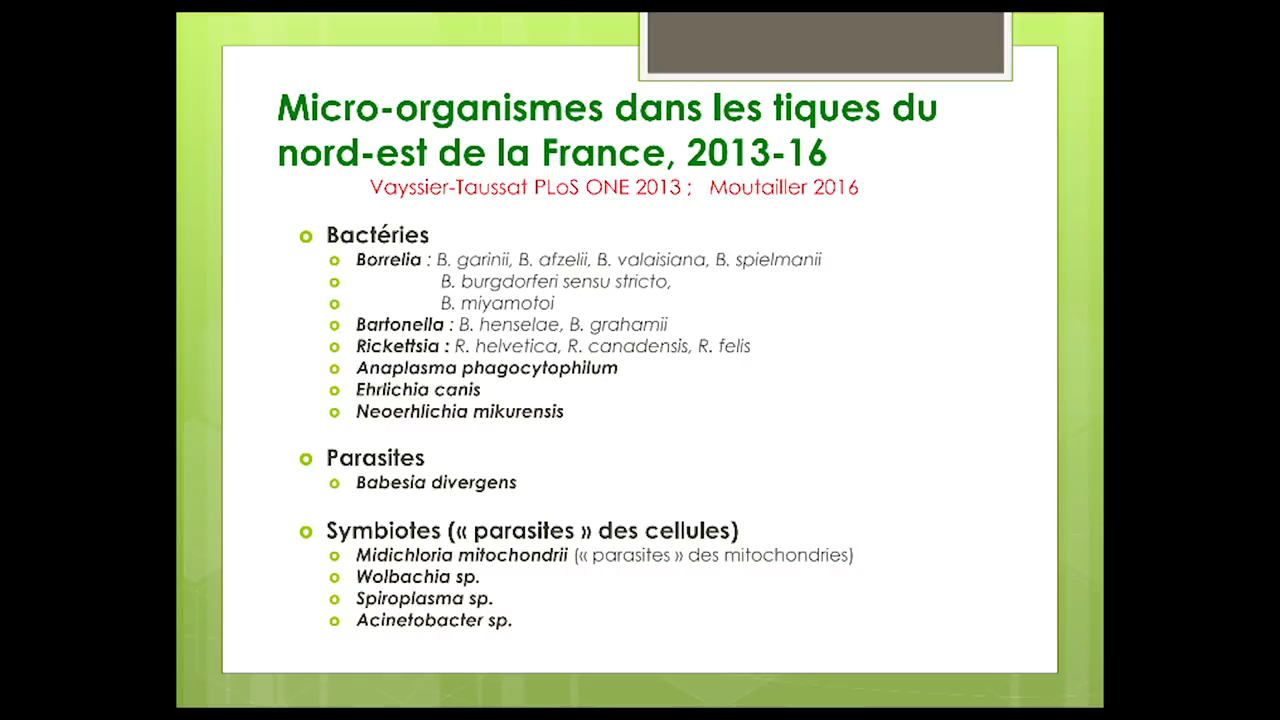 Micro-organismes dans les tiques du
nord-est de la France, 2013-16
Vayssier-Taussat PLoS ONE 2013 ; Moutailler 2016
Bactéries
Borrelia : B. garinii, B. afzelii, B. valaisiana, B. spielmanii
B. burgdorferi sensu stricto,
B. miyamotoi
Bartonella : B. henselae, B. grahamii
Rickettsia : R. helvetica, R. canadensis, R. felis
Anaplasma phagocytophilum
Ehrlichia canis
Neoerhlichia mikurensis
Parasites
Babesia divergens
Symbiotes (« parasites » des cellules)
Midichloria mitochondrii (« parasites » des mitochondries)
Wolbachia sp.
Spiroplasma sp.
Acinetobacter sp.